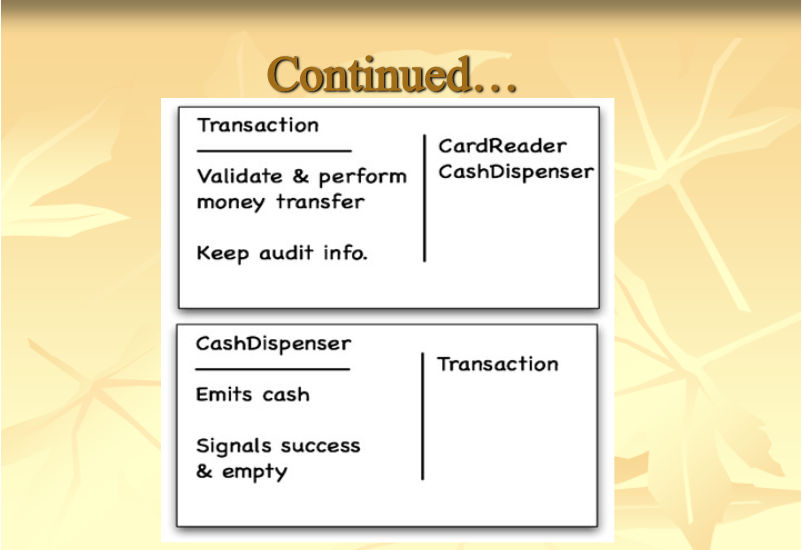 Continued...
Transaction
Validate & perform
money transfer
Keep audit info.
CardReader
CashDispenser
CashDispenser
Emits cash
Signals success
& empty
Transaction